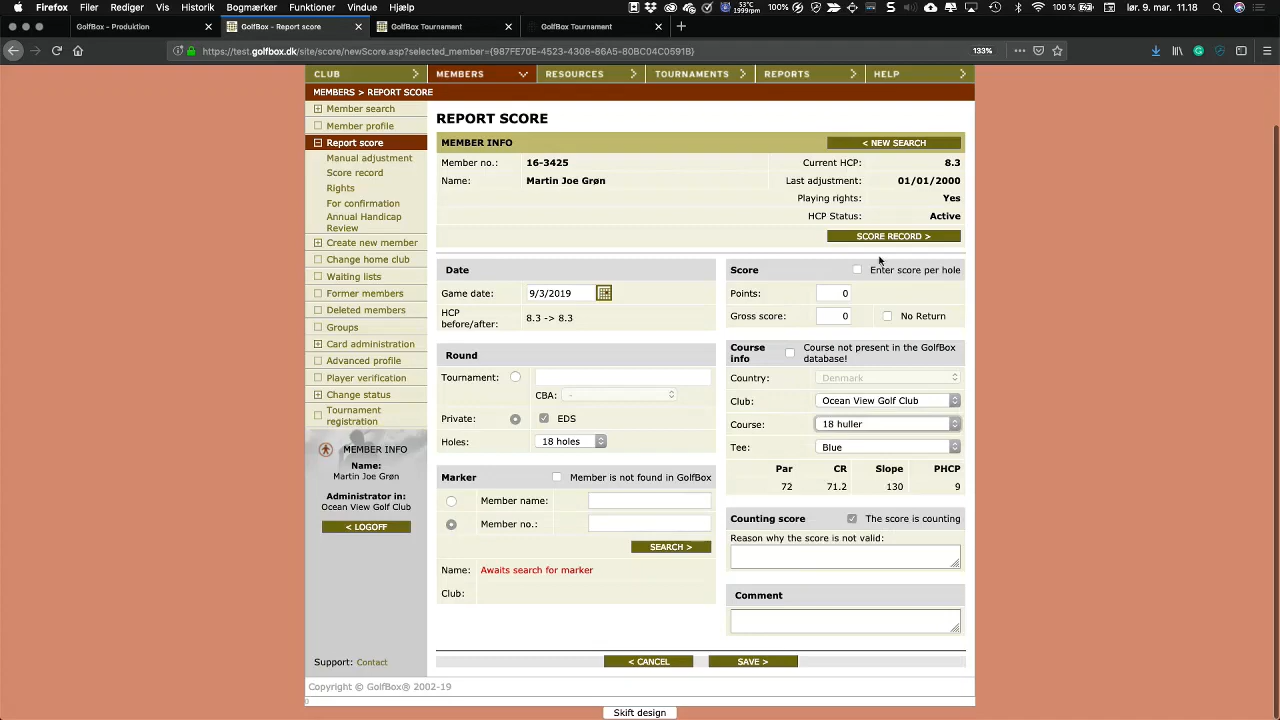 Firefox Filer Rediger Vis Historik Bogmærker Værktøjer Vindue Hjælp lør. 9. mar. 11.18
GolfBox - Produktion GolfBox - Report score GolfBox Tournament GolfBox Tournament
https://test.golfbox.dk/site/score/newScore.asp?selected_member={987FE70E-4523-4308-86A5-80BC04C0591B} 133%
CLUB MEMBERS RESOURCES TOURNAMENTS REPORTS HELP
MEMBERS > REPORT SCORE
Member search
Member profile
Report score
Manual adjustment
Score record
Rights
For confirmation
Annual Handicap
Review
Create new member
Change home club
Waiting lists
Former members
Deleted members
Groups
Card administration
Advanced profile
Player verification
Change status
Tournament
registration
MEMBER INFO
Name:
Martin Joe Grøn
Administrator in:
Ocean View Golf Club
< LOGOFF
Support: Contact
REPORT SCORE
MEMBER INFO < NEW SEARCH
Member no.: 16-3425 Current HCP: 8.3
Name: Martin Joe Grøn Last adjustment: 01/01/2000
Playing rights: Yes
HCP Status: Active
SCORE RECORD >
Date
Game date: 9/3/2019
HCP
before/after: 8.3 -> 8.3
Round
Tournament:
CBA: -
Private: EDS
Holes: 18 holes
Marker Member is not found in GolfBox
Member name:
Member no.:
SEARCH >
Name: Awaits search for marker
Club:
Score Enter score per hole
Points: 0
Gross score: 0 No Return
Course
info Course not present in the GolfBox
database!
Country: Denmark
Club: Ocean View Golf Club
Course: 18 huller
Tee: Blue
Par CR Slope PHCP
72 71.2 130 9
Counting score The score is counting
Reason why the score is not valid:
Comment
< CANCEL SAVE >
Copyright © GolfBox® 2002-19
Skift design